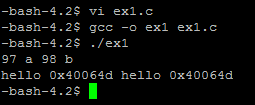 -bash-4.2$ vi ex1.c
-bash-4.2$ gcc -o ex1 ex1.c
-bash-4.2$ ./ex1
97 a 98 b
hello 0x40064d hello 0x40064d
-bash-4.2$